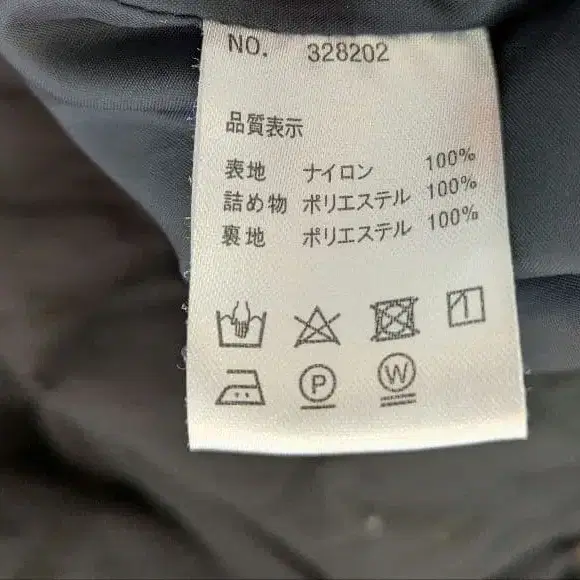 NO. 328202
品質表示
表地 ナイロン 100%
詰め物 ポリエステル 100%
裏地 ポリエステル 100%
P W